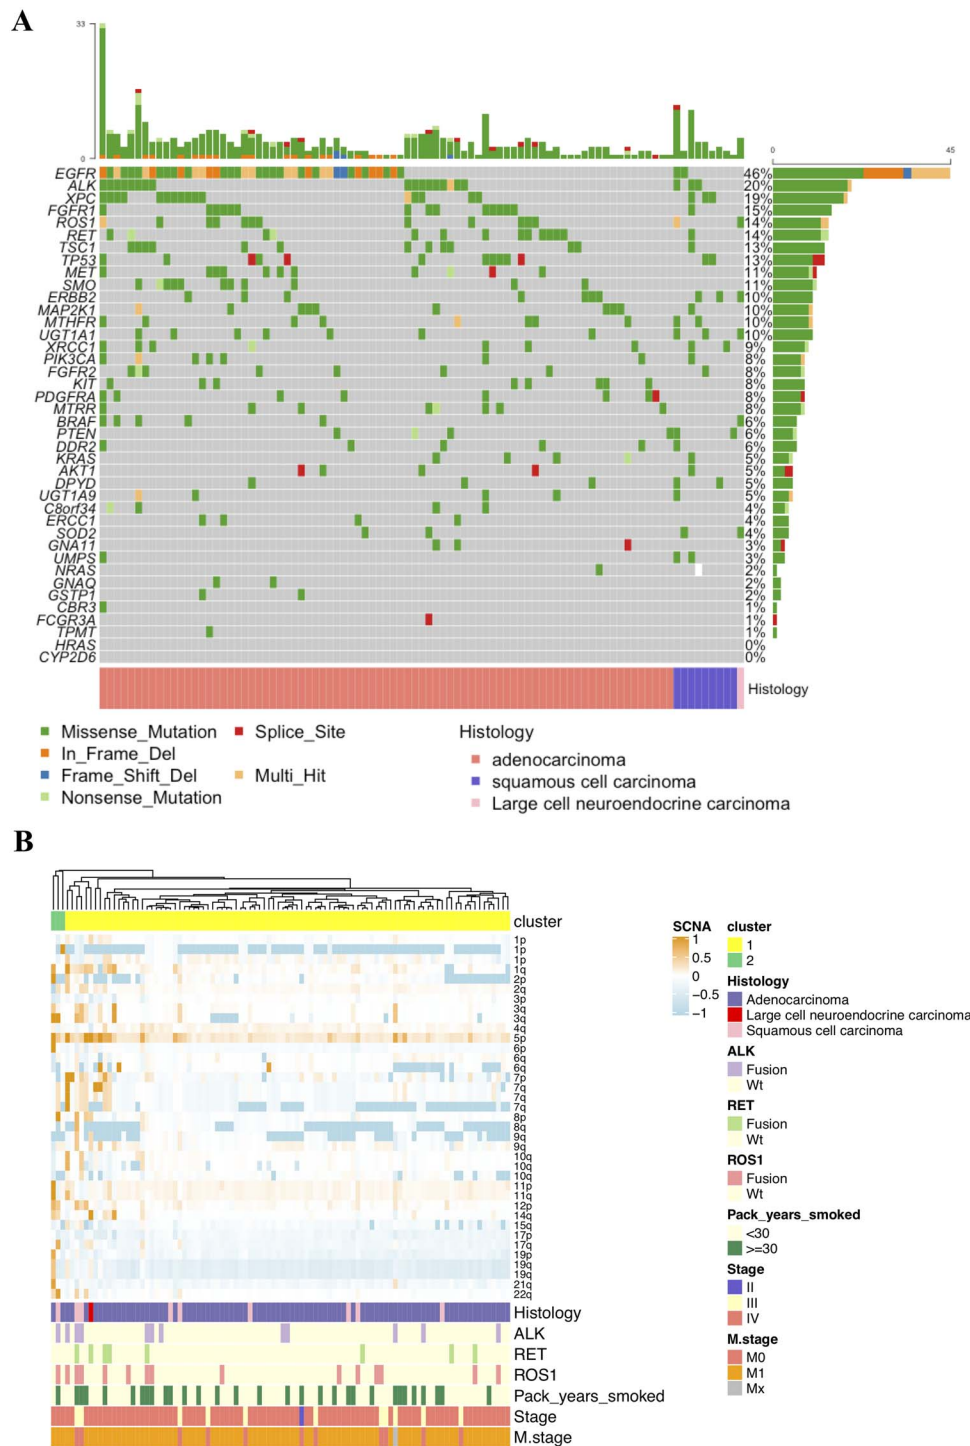 A
33
0
0 45
EGFR 46%
ALK 20%
XPC 19%
FGFR1 15%
ROS1 14%
RET 14%
TSC1 13%
TP53 13%
MET 11%
SMO 11%
ERBB2 10%
MAP2K1 10%
MTHFR 10%
UGT1A1 10%
XRCC1 9%
PIK3CA 8%
FGFR2 8%
KIT 8%
PDGFRA 8%
MTRR 8%
BRAF 6%
PTEN 6%
DDR2 6%
KRAS 5%
AKT1 5%
DPYD 5%
UGT1A9 5%
C8orf34 4%
ERCC1 4%
SOD2 4%
GNA11 3%
UMPS 3%
NRAS 2%
GNAQ 2%
GSTP1 2%
CBR3 1%
FCGR3A 1%
TPMT 1%
HRAS 0%
CYP2D6 0%
Histology
Missense_Mutation
In_Frame_Del
Frame_Shift_Del
Nonsense_Mutation
Splice_Site
Multi_Hit
Histology
adenocarcinoma
squamous cell carcinoma
Large cell neuroendocrine carcinoma
B
cluster
1p
1p
1p
1q
2p
2q
3p
3q
3q
4q
5p
6p
6q
6q
7p
7q
7q
7q
8p
8q
9q
9q
10q
10q
10q
11p
11q
12p
14q
15q
17p
17q
19p
19q
19q
21q
22q
Histology
ALK
RET
ROS1
Pack_years_smoked
Stage
M.stage
SCNA
1
0.5
0
−0.5
−1
cluster
1
2
Histology
Adenocarcinoma
Large cell neuroendocrine carcinoma
Squamous cell carcinoma
ALK
Fusion
Wt
RET
Fusion
Wt
ROS1
Fusion
Wt
Pack_years_smoked
<30
>=30
Stage
II
III
IV
M.stage
M0
M1
Mx